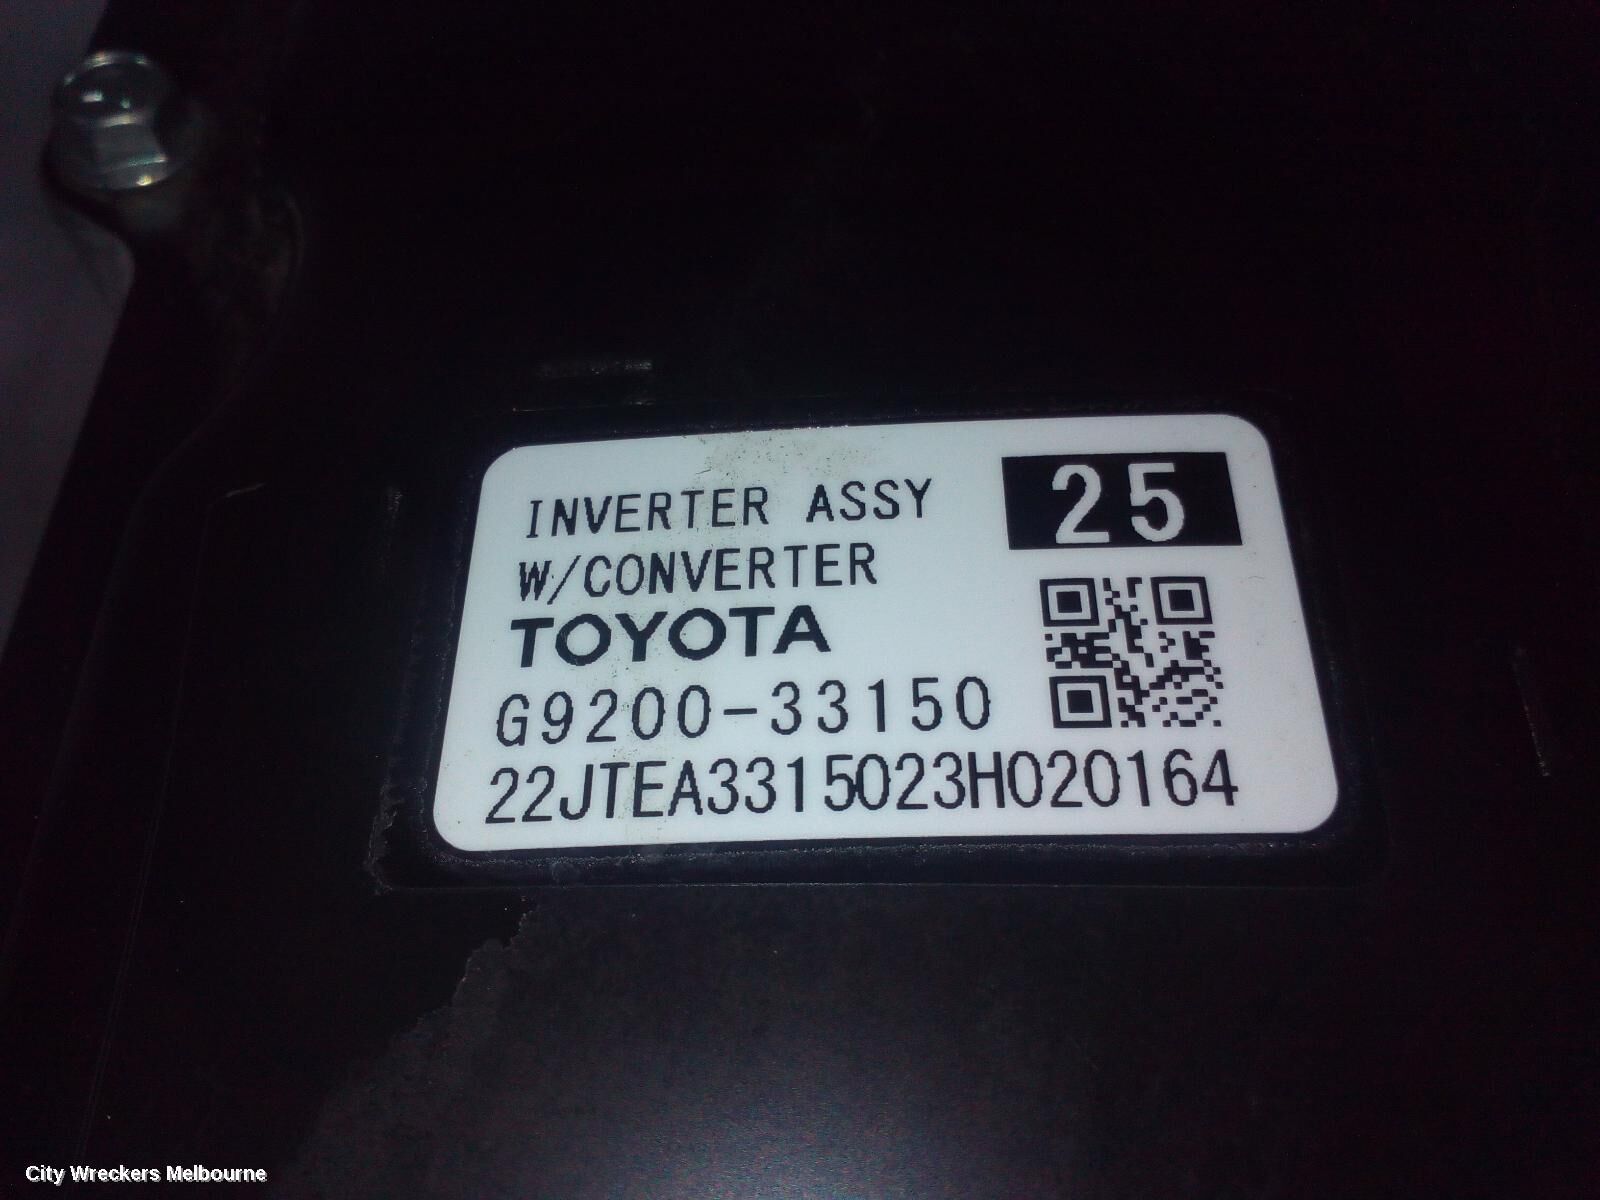 INVERTER ASSY
25
W/CONVERTER
TOYOTA
G9200-33150
22JTEA3315023H020164
City Wreckers Melbourne